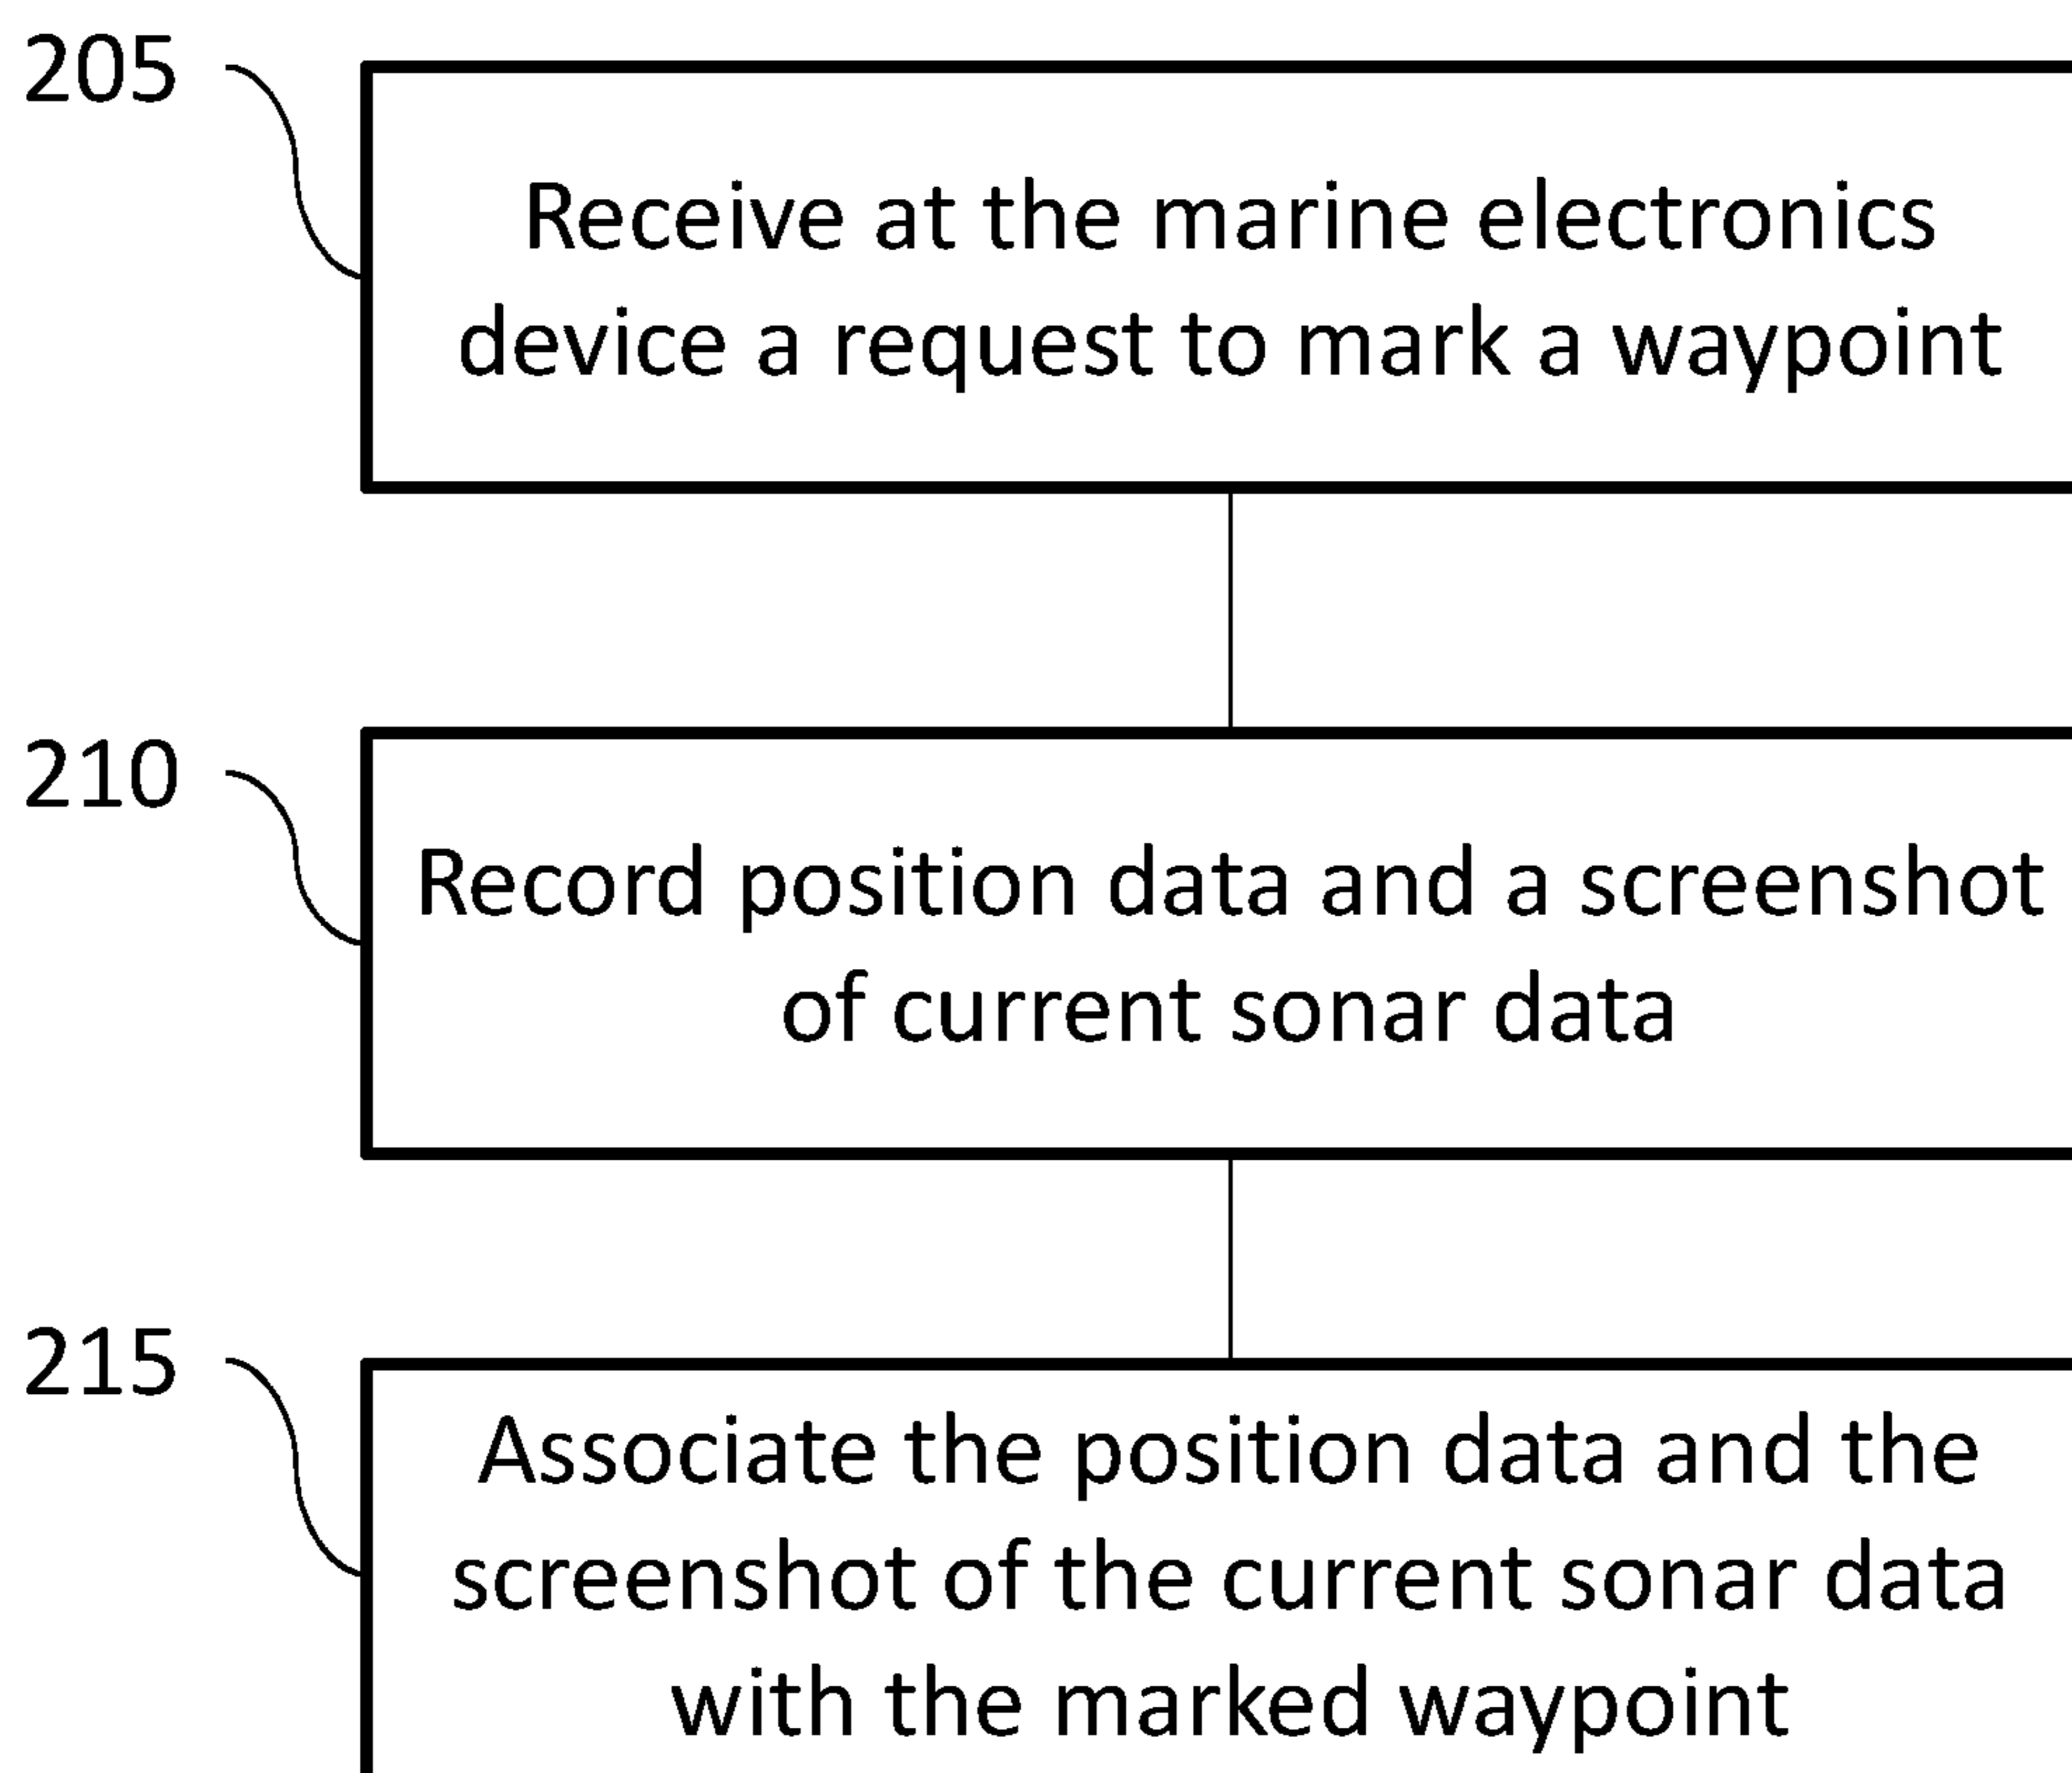 205
Receive at the marine electronics
device a request to mark a waypoint
210
Record position data and a screenshot
of current sonar data
215
Associate the position data and the
screenshot of the current sonar data
with the marked waypoint